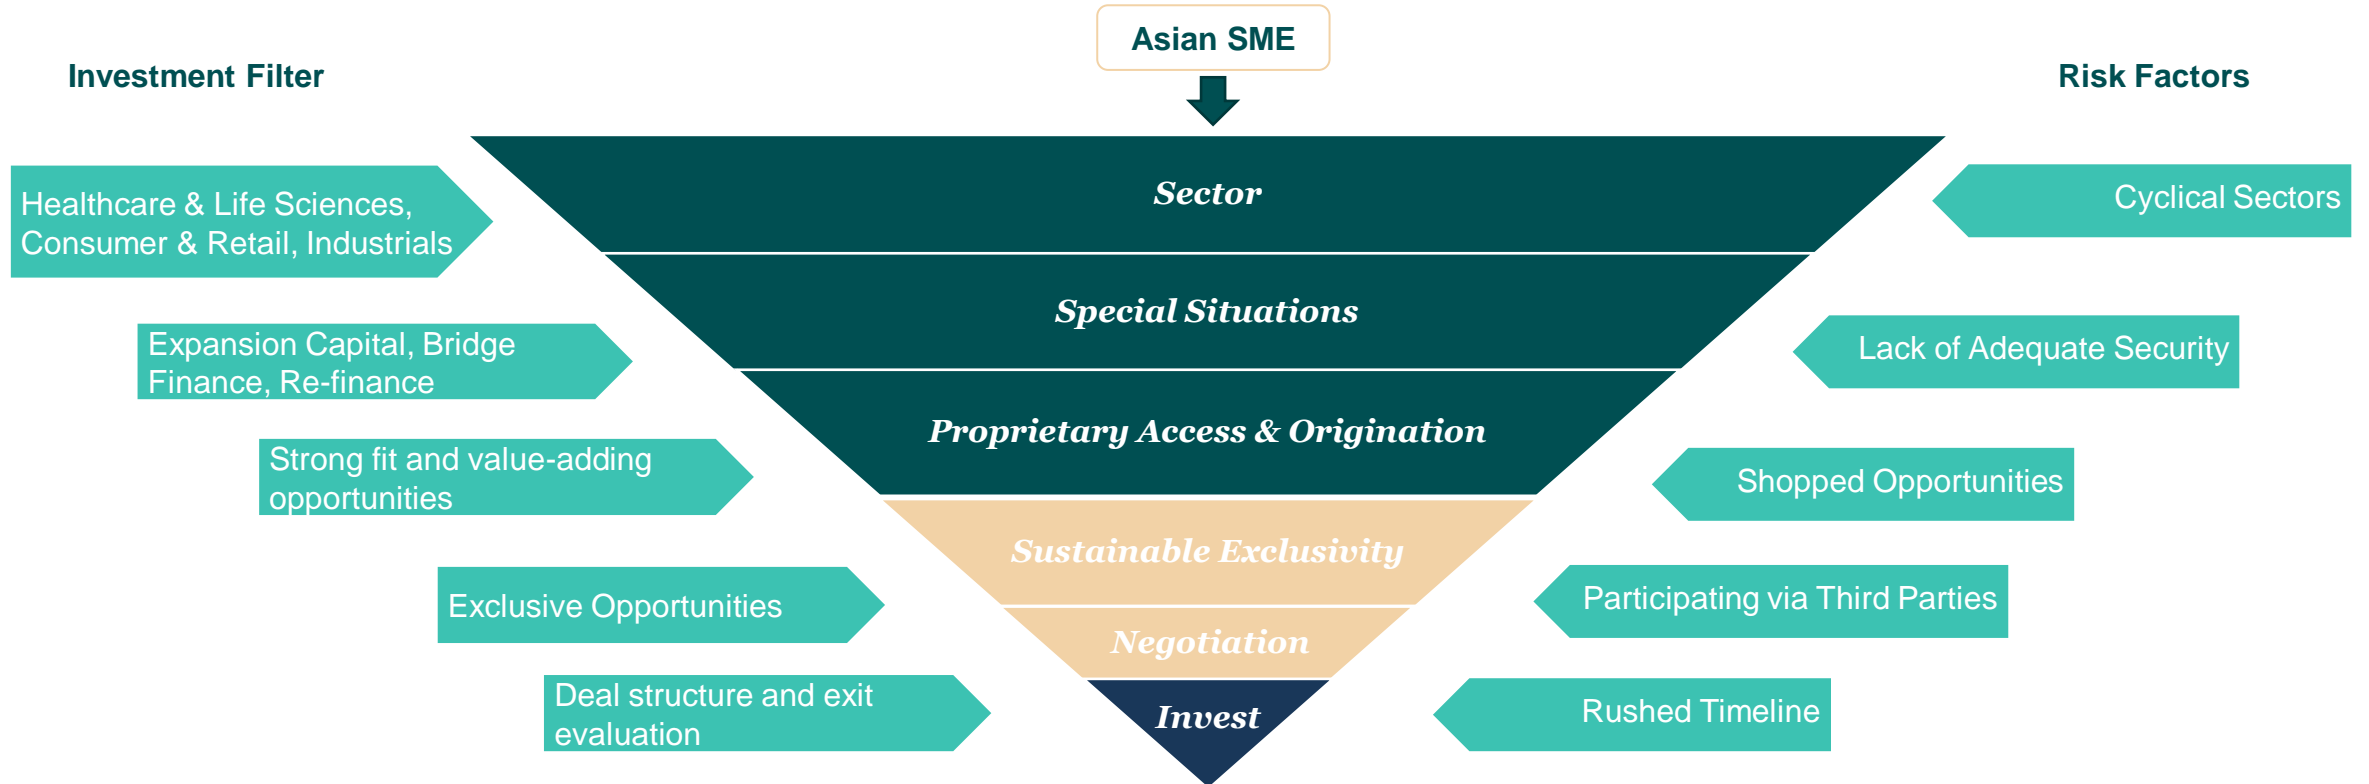 Asian SME
Investment Filter
Risk Factors
Healthcare & Life Sciences,
Consumer & Retail, Industrials
Sector
Cyclical Sectors
Expansion Capital, Bridge
Finance, Re-finance
Special Situations
Lack of Adequate Security
Strong fit and value-adding
opportunities
Proprietary Access & Origination
Shopped Opportunities
Exclusive Opportunities
Sustainable Exclusivity
Participating via Third Parties
Negotiation
Deal structure and exit
evaluation
Invest
Rushed Timeline